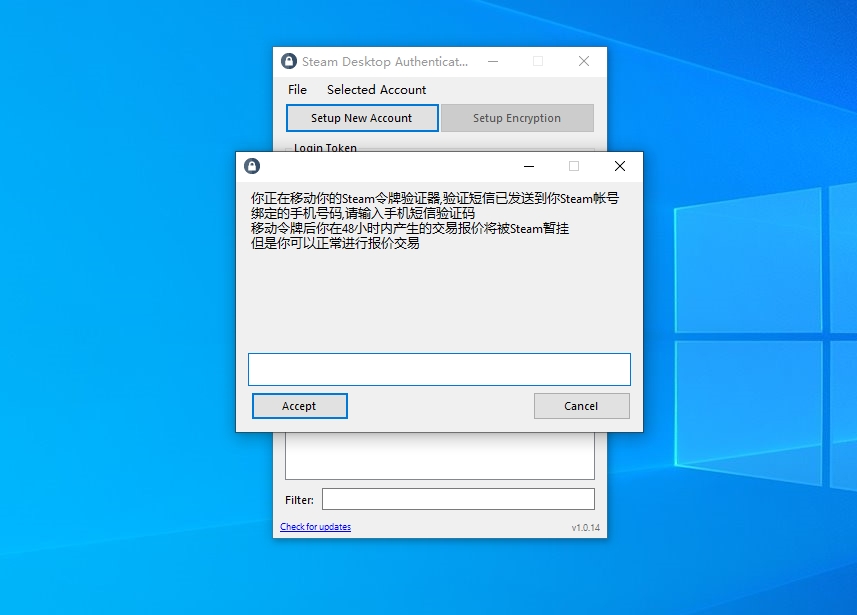 Steam Desktop Authenticat...
File Selected Account
Setup New Account Setup Encryption
Login Token
你正在移动你的Steam令牌验证器,验证短信已发送到你Steam帐号
绑定的手机号码,请输入手机短信验证码
移动令牌后你在48小时内产生的交易报价将被Steam暂挂
但是你可以正常进行报价交易
Accept Cancel
Filter:
Check for updates v1.0.14